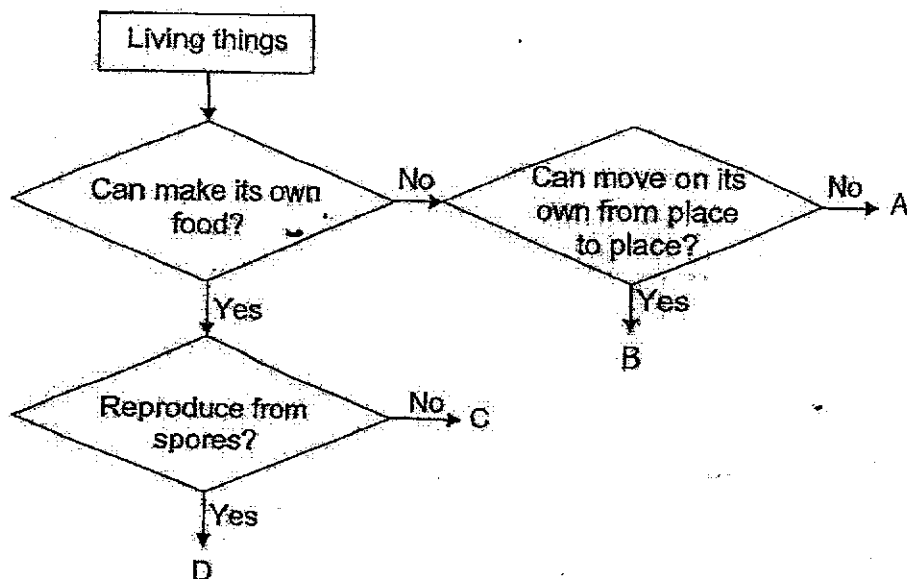 Living things
Can make its own
food?
No
Can move on its
own from place
to place?
No
A
Yes
Yes
B
Reproduce from
spores?
No
C
Yes
D